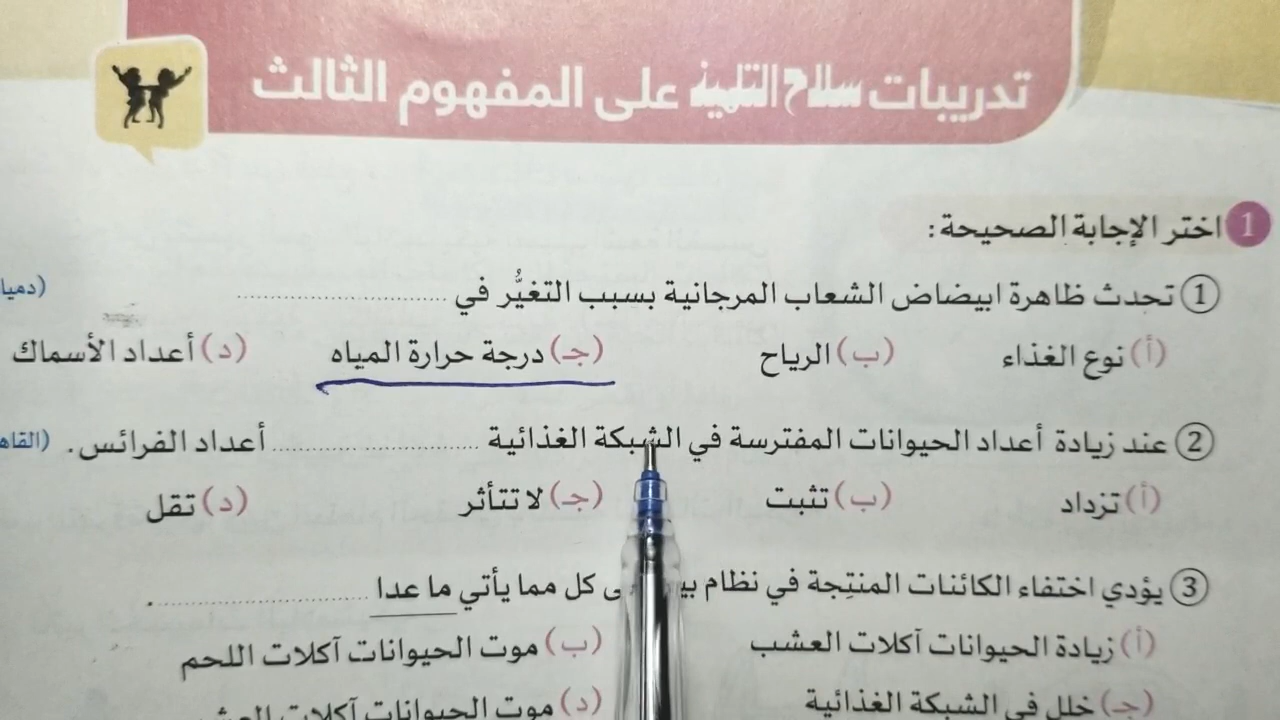 تدريبات سلاح التلميذ على المفهوم الثالث
1 اختر الإجابة الصحيحة:
① تحدث ظاهرة ابيضاض الشعاب المرجانية بسبب التغيُّر في ....................
(أ) نوع الغذاء (ب) الرياح (جـ) درجة حرارة المياه (د) أعداد الأسماك
② عند زيادة أعداد الحيوانات المفترسة في الشبكة الغذائية .................... أعداد الفرائس.
(أ) تزداد (ب) تثبت (جـ) لا تتأثر (د) تقل
③ يؤدي اختفاء الكائنات المنتِجة في نظام كل مما يأتي ما عدا ....................
(أ) زيادة الحيوانات آكلات العشب (ب) موت الحيوانات آكلات اللحم
(جـ) خلل في الشبكة الغذائية (د) موت الحيوانات آكلات